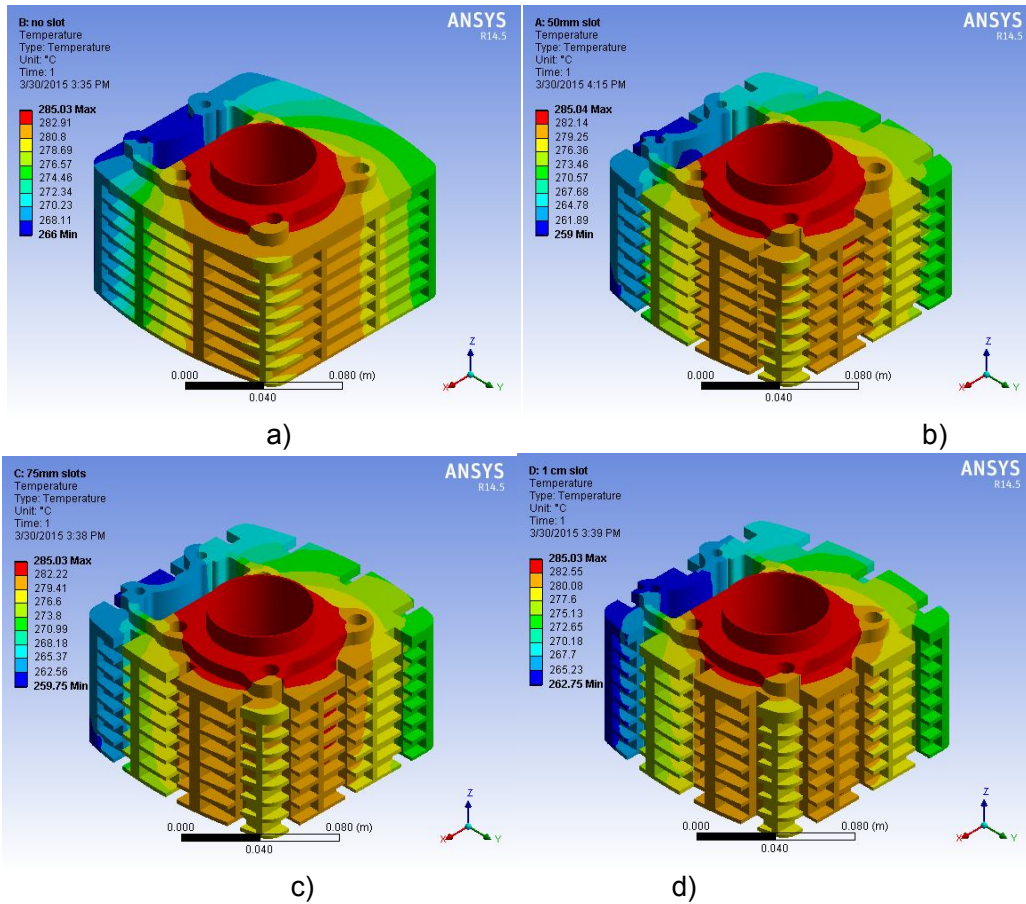 B: no slot
Temperature
Type: Temperature
Unit: °C
Time: 1
3/30/2015 3:35 PM
285.03 Max
282.91
280.8
278.69
276.57
274.46
272.34
270.23
268.11
266 Min
ANSYS
R14.5
0.000
0.080 (m)
0.040
Z
X
Y
a)
A: 50mm slot
Temperature
Type: Temperature
Unit: °C
Time: 1
3/30/2015 4:15 PM
285.04 Max
282.14
279.25
276.36
273.46
270.57
267.68
264.78
261.89
259 Min
ANSYS
R14.5
0.000
0.080 (m)
0.040
Z
X
Y
b)
C: 75mm slots
Temperature
Type: Temperature
Unit: °C
Time: 1
3/30/2015 3:38 PM
285.03 Max
282.22
279.41
276.6
273.8
270.99
268.18
265.37
262.56
259.75 Min
ANSYS
R14.5
0.000
0.080 (m)
0.040
Z
X
Y
c)
D: 1 cm slot
Temperature
Type: Temperature
Unit: °C
Time: 1
3/30/2015 3:39 PM
285.03 Max
282.55
280.08
277.6
275.13
272.65
270.18
267.7
265.23
262.75 Min
ANSYS
R14.5
0.000
0.080 (m)
0.040
Z
X
Y
d)